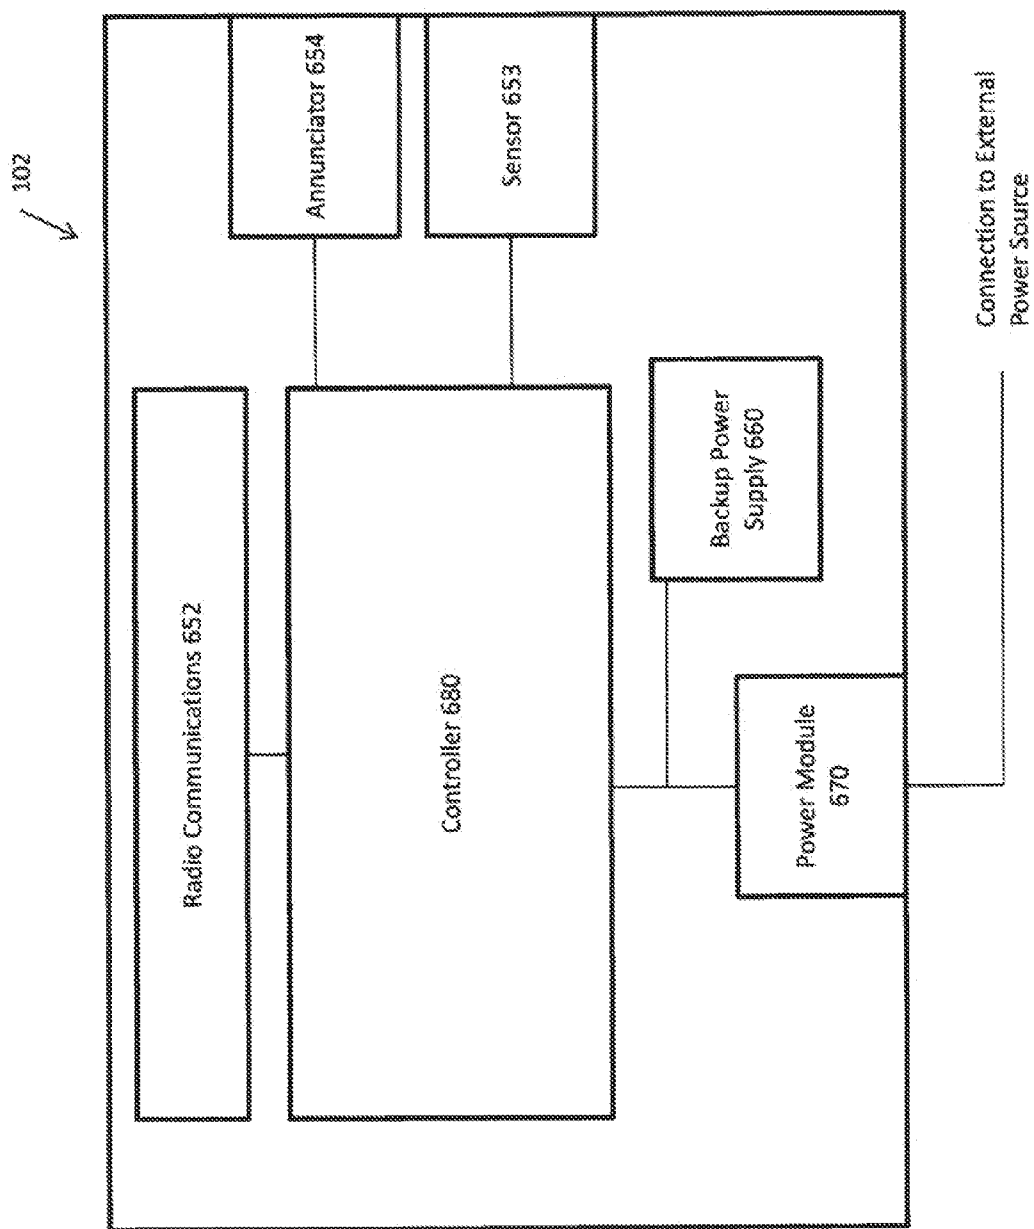 102
Radio Communications 652
Annunciator 654
Controller 680
Sensor 653
Backup Power
Supply 660
Power Module
670
Connection to External
Power Source